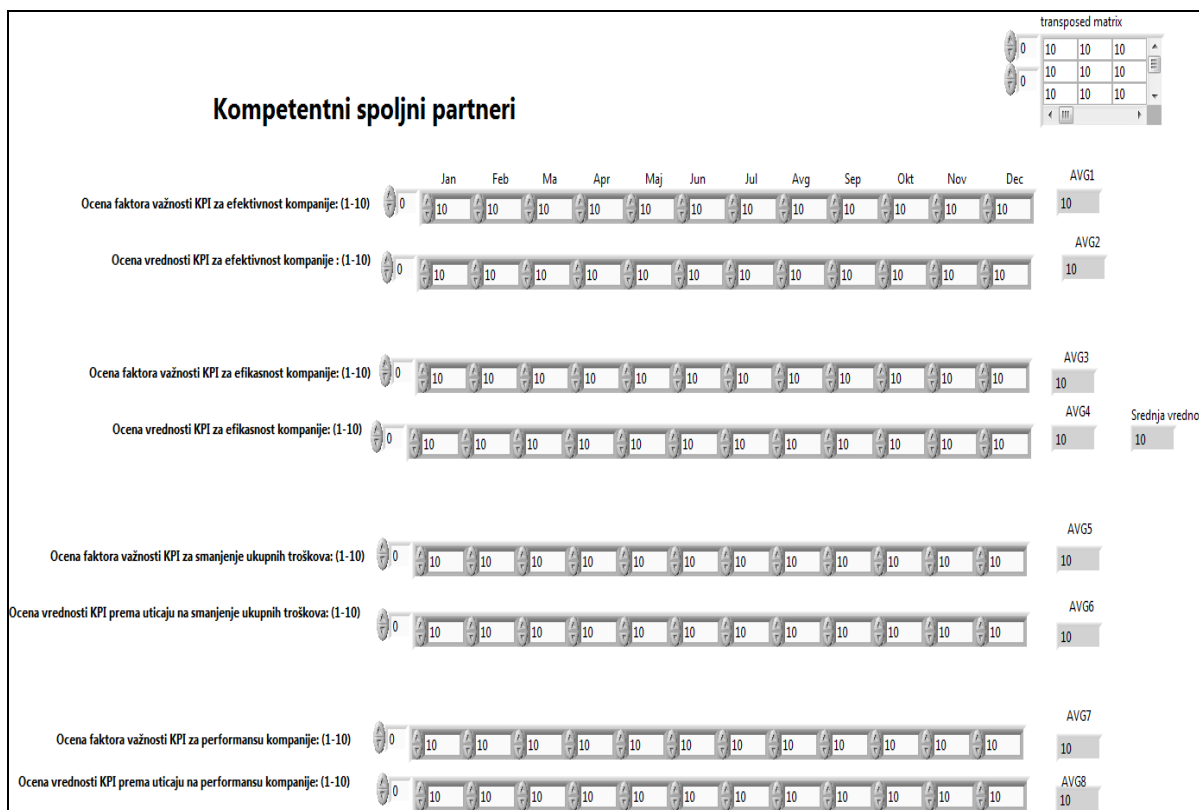 transposed matrix
0 10 10 10
0 10 10 10
10 10 10
Kompetentni spoljni partneri
Jan Feb Ma Apr Maj Jun Jul Avg Sep Okt Nov Dec AVG1
Ocena faktora važnosti KPI za efektivnost kompanije: (1-10) 0 10 10 10 10 10 10 10 10 10 10 10 10 10
AVG2
Ocena vrednosti KPI za efektivnost kompanije : (1-10) 0 10 10 10 10 10 10 10 10 10 10 10 10 10
AVG3
Ocena faktora važnosti KPI za efikasnost kompanije: (1-10) 0 10 10 10 10 10 10 10 10 10 10 10 10 10
AVG4 Srednja vredno
Ocena vrednosti KPI za efikasnost kompanije: (1-10) 0 10 10 10 10 10 10 10 10 10 10 10 10 10 10
AVG5
Ocena faktora važnosti KPI za smanjenje ukupnih troškova: (1-10) 0 10 10 10 10 10 10 10 10 10 10 10 10 10
AVG6
Ocena vrednosti KPI prema uticaju na smanjenje ukupnih troškova: (1-10) 0 10 10 10 10 10 10 10 10 10 10 10 10 10
AVG7
Ocena faktora važnosti KPI za performansu kompanije: (1-10) 0 10 10 10 10 10 10 10 10 10 10 10 10 10
AVG8
Ocena vrednosti KPI prema uticaju na performansu kompanije: (1-10) 0 10 10 10 10 10 10 10 10 10 10 10 10 10